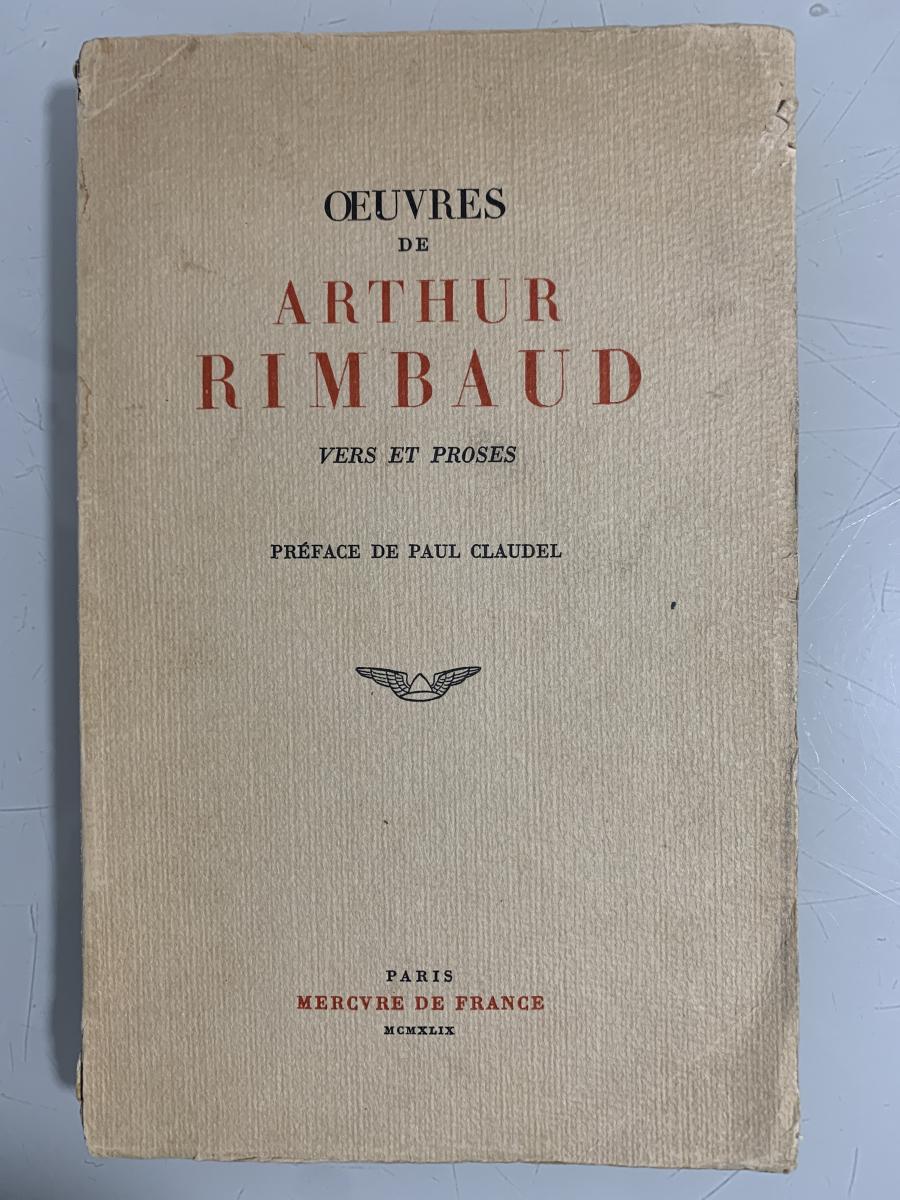 ŒUVRES
DE
ARTHUR
RIMBAUD
VERS ET PROSES
PRÉFACE DE PAUL CLAUDEL
PARIS
MERCVRE DE FRANCE
MCMXLIX